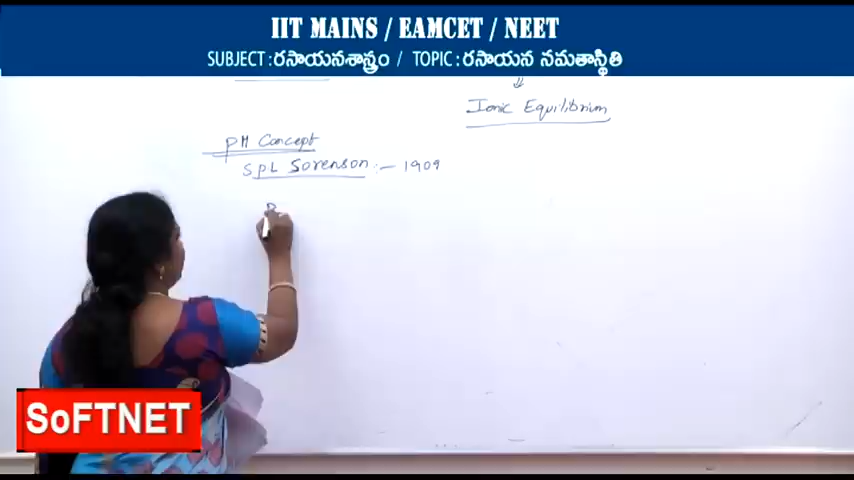 IIT MAINS / EAMCET / NEET
SUBJECT : రసాయనశాస్త్రం / TOPIC : రసాయన సమతాస్థితి
Ionic Equilibrium
PH Concept
SPL Sorenson :- 1909
P
SoFTNET